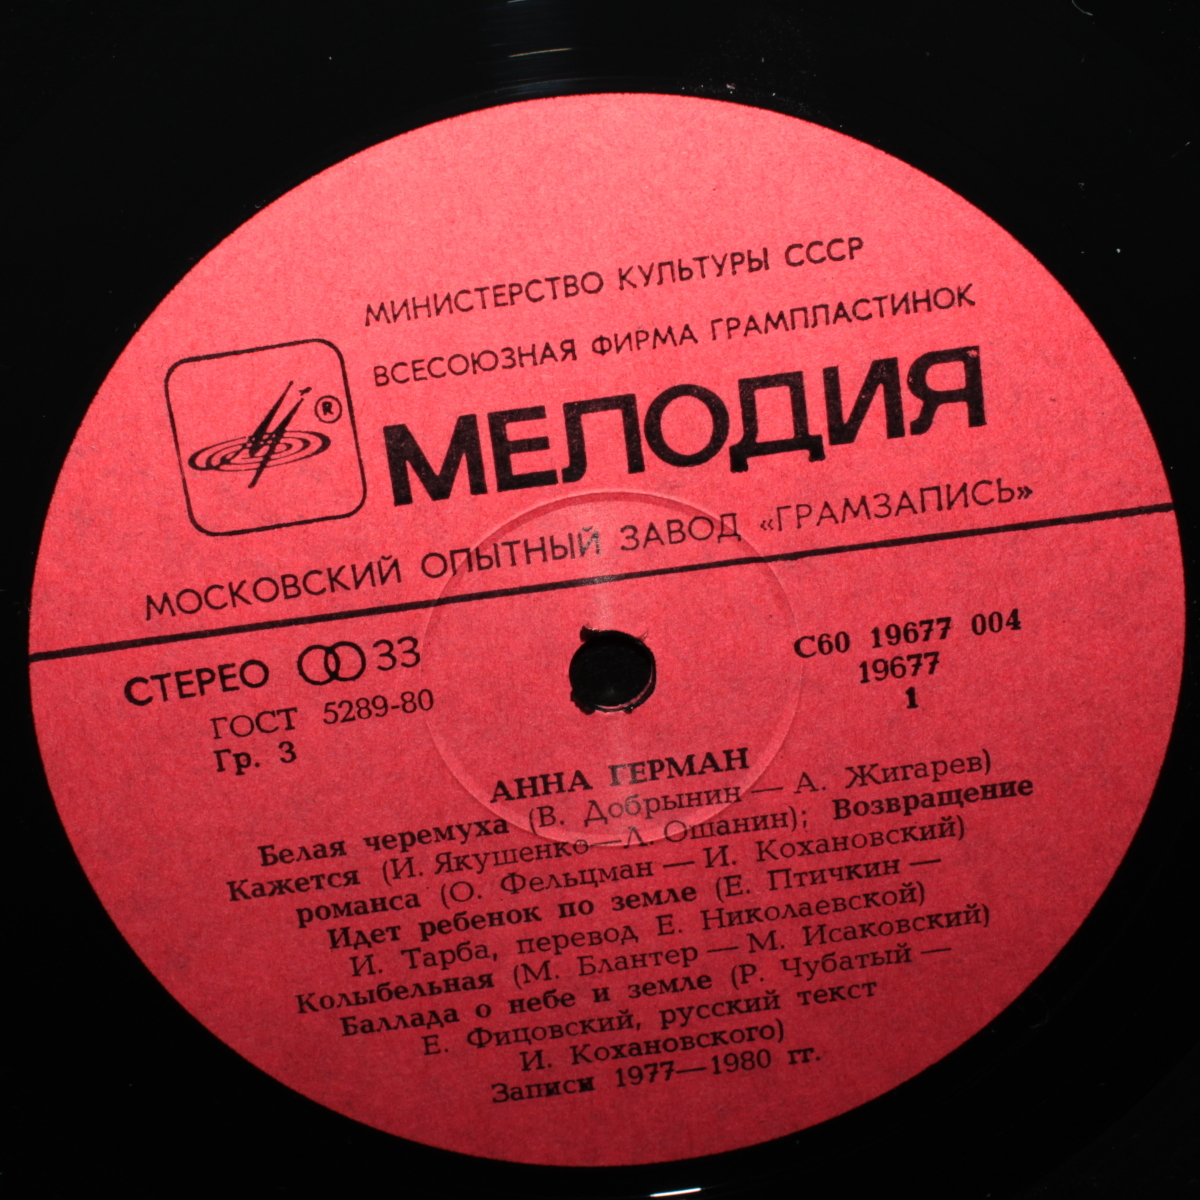 МИНИСТЕРСТВО КУЛЬТУРЫ СССР
ВСЕСОЮЗНАЯ ФИРМА ГРАМПЛАСТИНОК
®
МЕЛОДИЯ
МОСКОВСКИЙ ОПЫТНЫЙ ЗАВОД «ГРАМЗАПИСЬ»
СТЕРЕО 33
ГОСТ 5289-80
Гр. 3
С60 19677 004
19677
1
АННА ГЕРМАН
Белая черемуха (В. Добрынин — А. Жигарев)
Кажется (И. Якушенко—Л. Ошанин); Возвращение
романса (О. Фельцман — И. Кохановский)
Идет ребенок по земле (Е. Птичкин —
И. Тарба, перевод Е. Николаевской)
Колыбельная (М. Блантер — М. Исаковский)
Баллада о небе и земле (Р. Чубатый —
Е. Фицовский, русский текст
И. Кохановского)
Записи 1977—1980 гг.